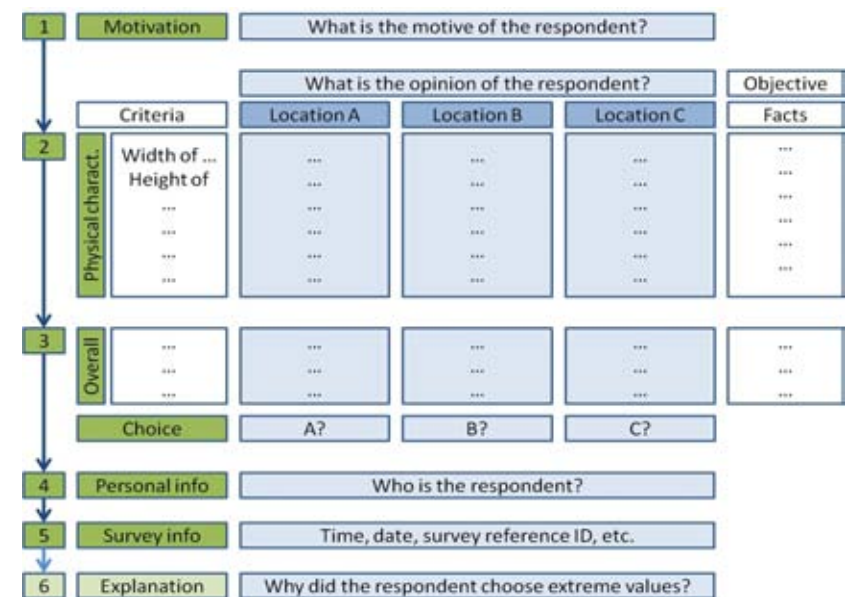 1 Motivation What is the motive of the respondent?
What is the opinion of the respondent? Objective
Criteria Location A Location B Location C Facts
2 Physical charact. Width of ... ... ... ... ...
Height of ... ... ... ...
... ... ... ... ...
... ... ... ... ...
... ... ... ... ...
... ... ... ... ...
3 Overall ... ... ... ... ...
... ... ... ... ...
... ... ... ... ...
Choice A? B? C?
4 Personal info Who is the respondent?
5 Survey info Time, date, survey reference ID, etc.
6 Explanation Why did the respondent choose extreme values?